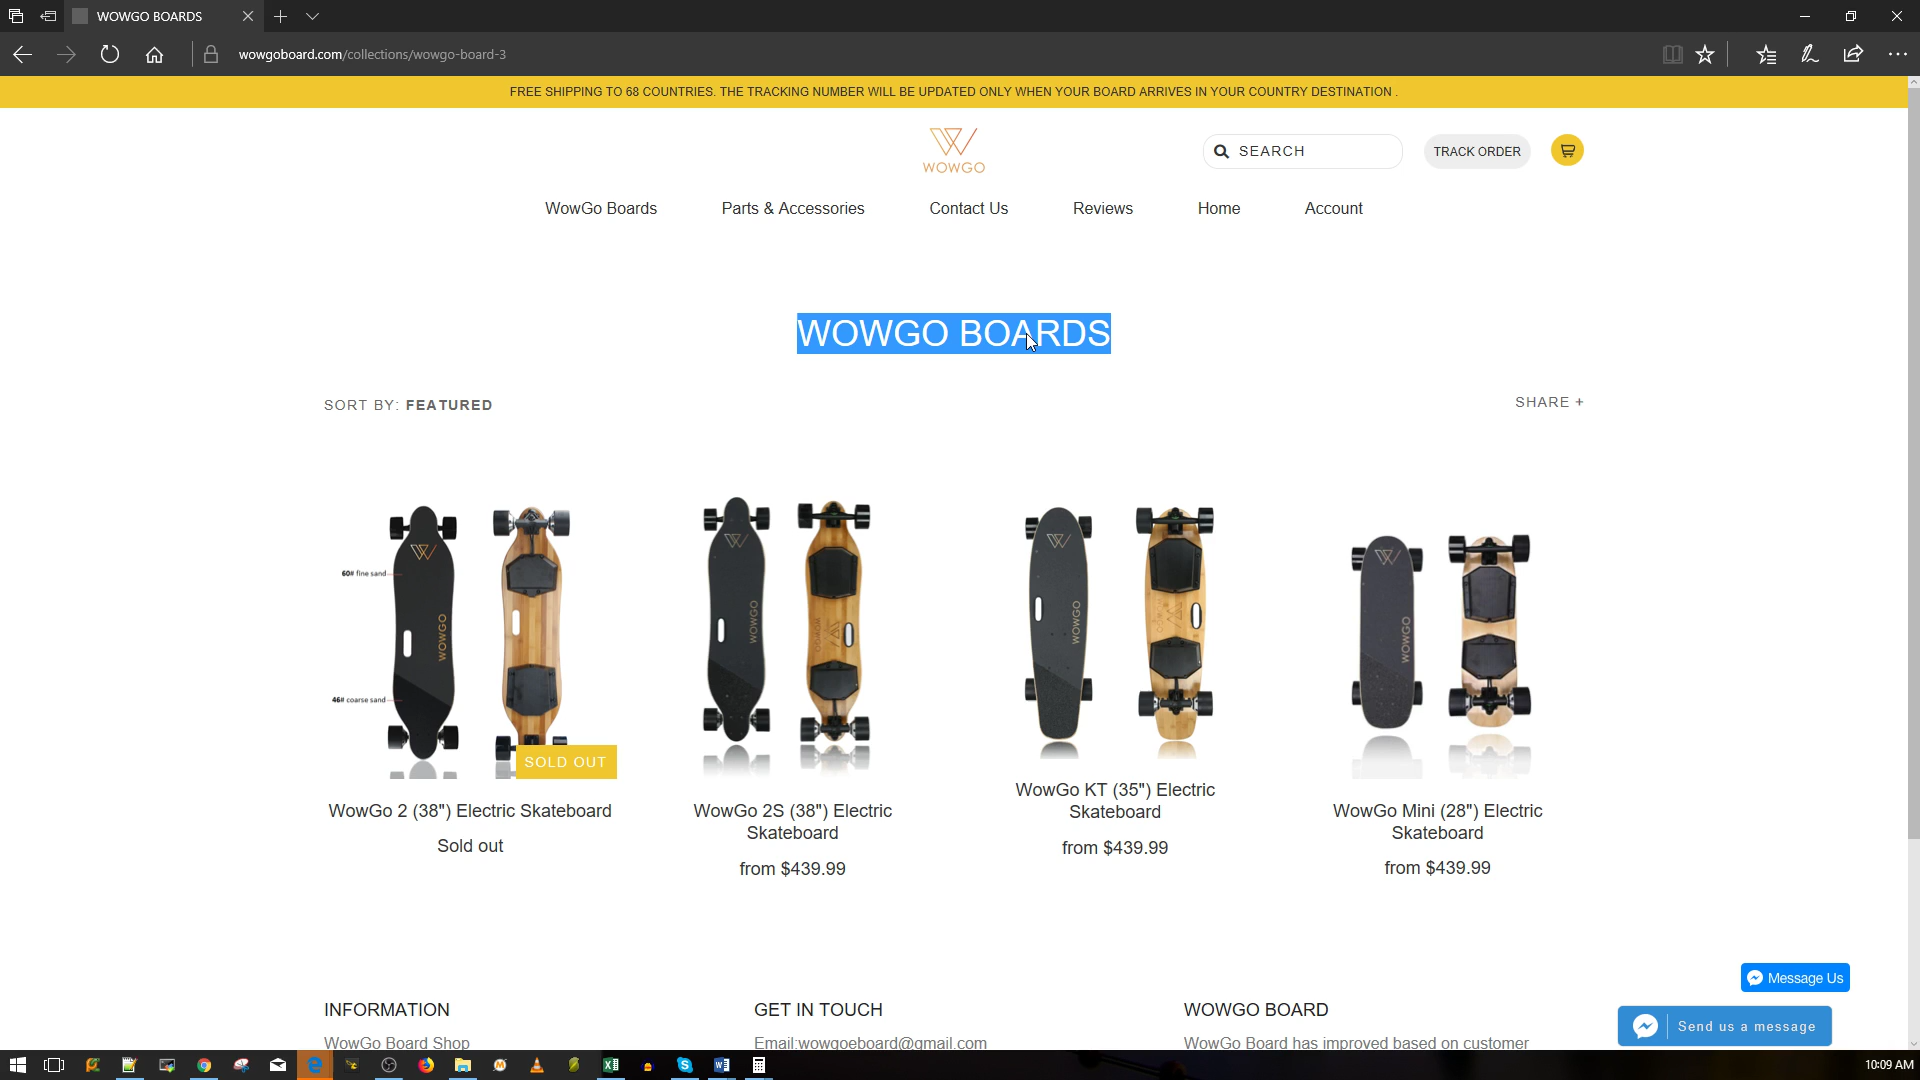 WOWGO BOARDS
wowgoboard.com/collections/wowgo-board-3
FREE SHIPPING TO 68 COUNTRIES. THE TRACKING NUMBER WILL BE UPDATED ONLY WHEN YOUR BOARD ARRIVES IN YOUR COUNTRY DESTINATION .
WOWGO
SEARCH
TRACK ORDER
WowGo Boards
Parts & Accessories
Contact Us
Reviews
Home
Account
WOWGO BOARDS
SORT BY: FEATURED
SHARE +
60# fine sand
46# coarse sand
WOWGO
WOWGO
WOWGO
WOWGO
SOLD OUT
WowGo 2 (38") Electric Skateboard
Sold out
WowGo 2S (38") Electric
Skateboard
from $439.99
WowGo KT (35") Electric
Skateboard
from $439.99
WowGo Mini (28") Electric
Skateboard
from $439.99
Message Us
Send us a message
INFORMATION
WowGo Board Shop
GET IN TOUCH
Email:wowgoeboard@gmail.com
WOWGO BOARD
WowGo Board has improved based on customer
10:09 AM